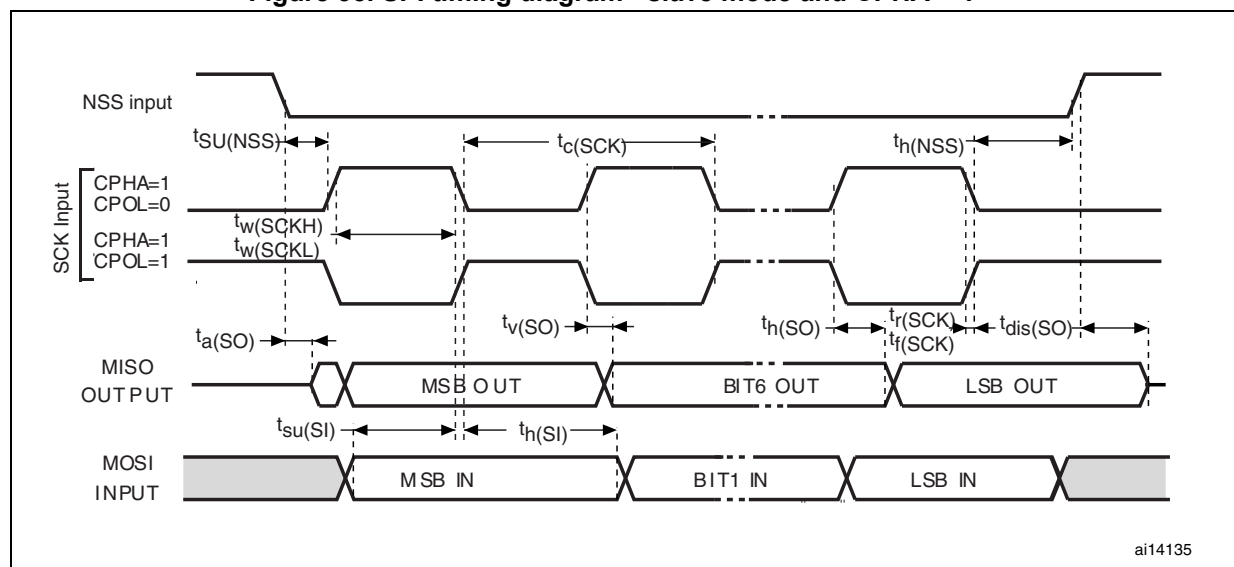 NSS input
tSU(NSS)
tc(SCK)
th(NSS)
SCK Input
CPHA=1
CPOL=0
tw(SCKH)
CPHA=1
tw(SCKL)
CPOL=1
ta(SO)
tv(SO)
th(SO)
tr(SCK)
tf(SCK)
tdis(SO)
MISO
OUTPUT
MSB OUT
BIT6 OUT
LSB OUT
tsu(SI)
th(SI)
MOSI
INPUT
MSB IN
BIT1 IN
LSB IN
ai14135